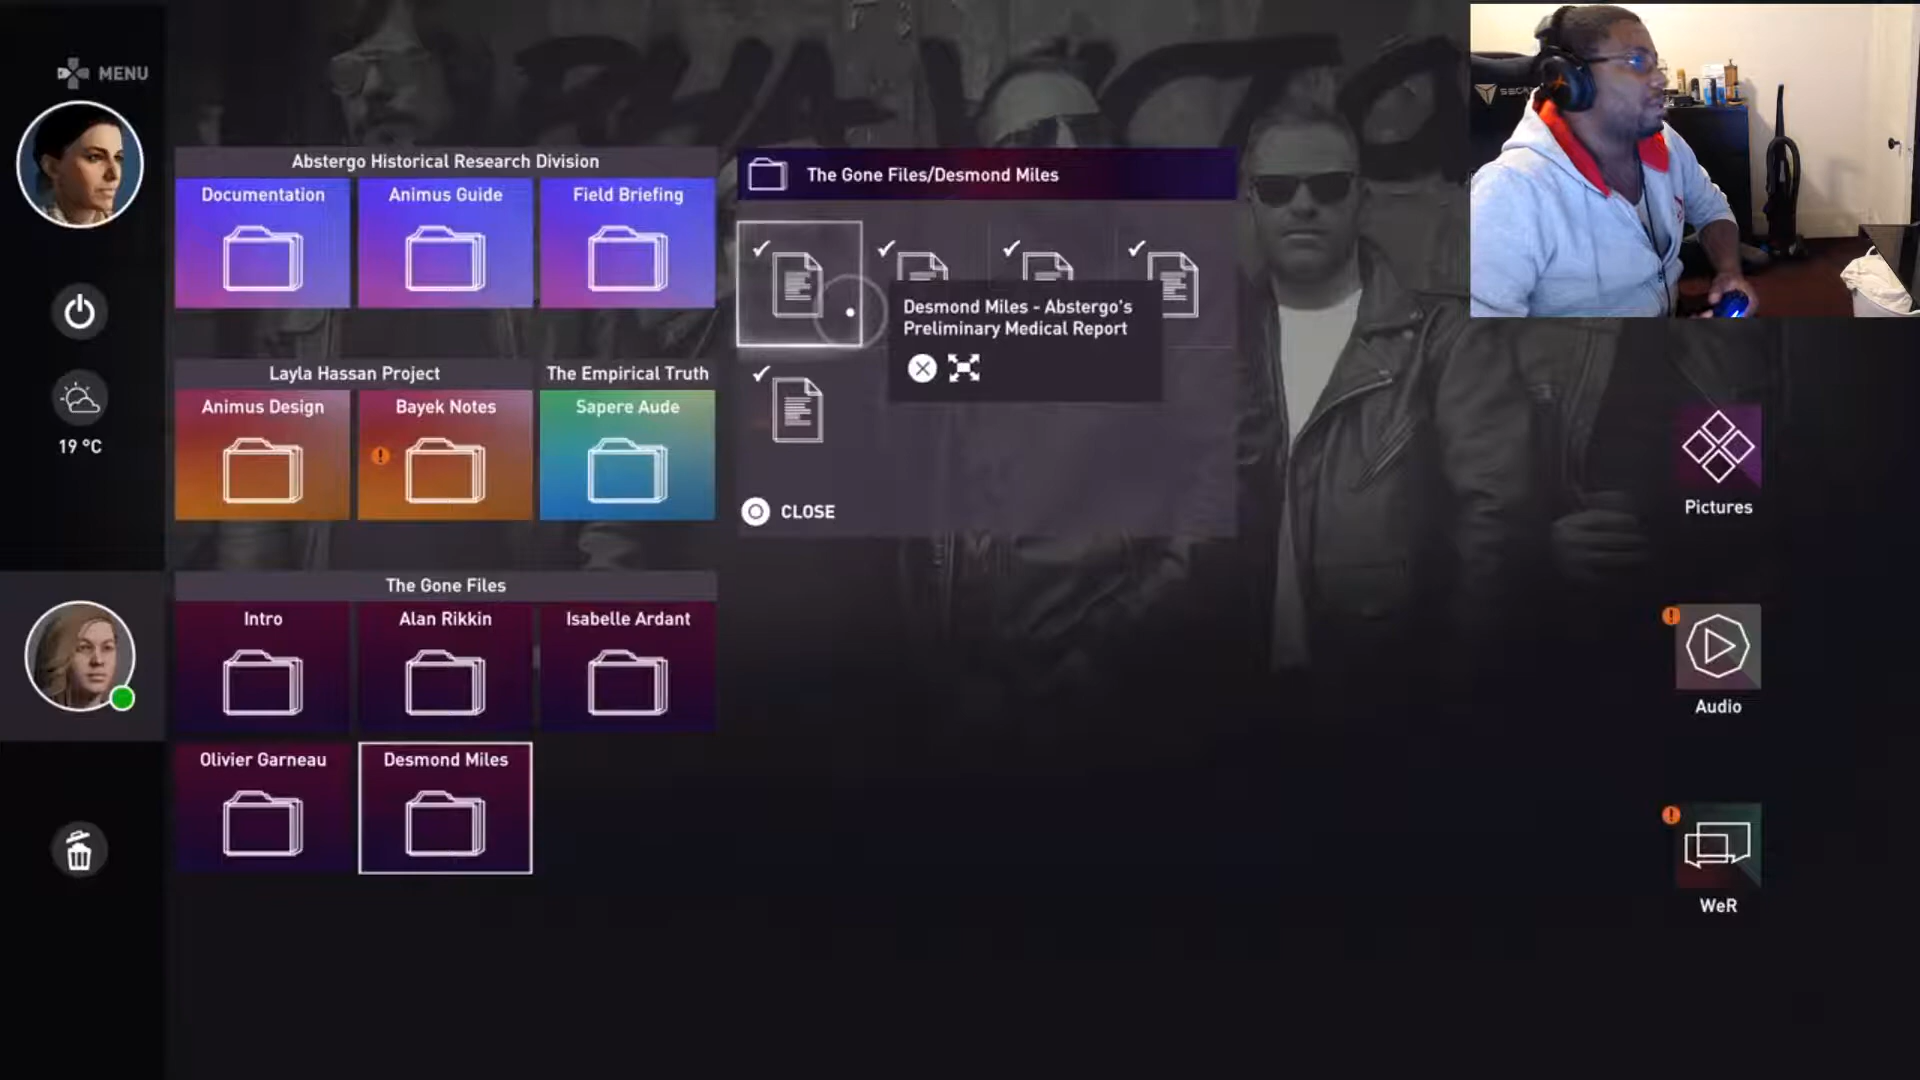 MENU
Abstergo Historical Research Division
Documentation
Animus Guide
Field Briefing
The Gone Files/Desmond Miles
Desmond Miles - Abstergo's
Preliminary Medical Report
19 °C
Layla Hassan Project
The Empirical Truth
Animus Design
Bayek Notes
Sapere Aude
CLOSE
Pictures
The Gone Files
Intro
Alan Rikkin
Isabelle Ardant
Audio
Olivier Garneau
Desmond Miles
WeR